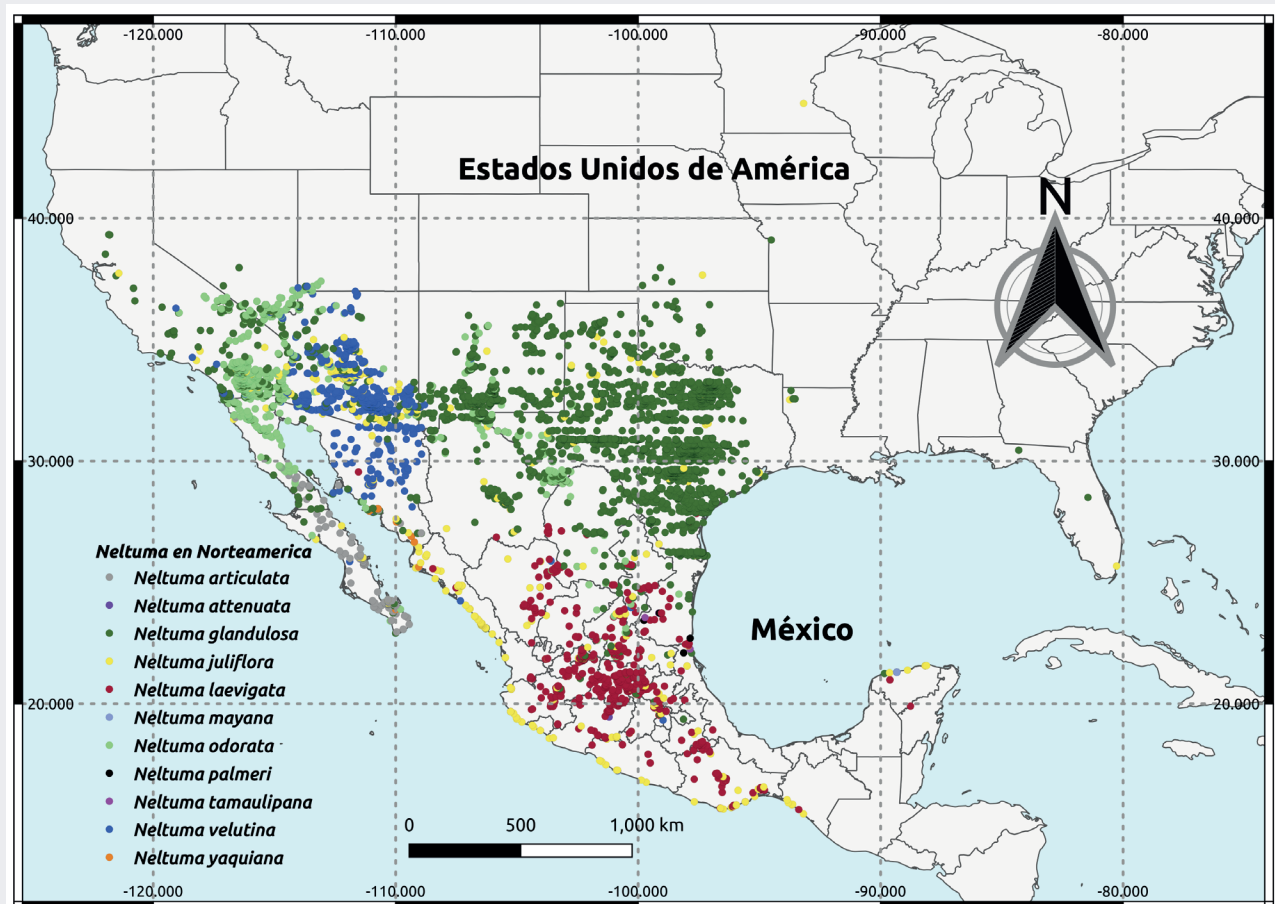 -120.000 -110.000 -100.000 -90.000 -80.000
Estados Unidos de América
N
40.000 40.000
30.000 30.000
Neltuma en Norteamerica
Neltuma articulata
Neltuma attenuata
Neltuma glandulosa
Neltuma juliflora
Neltuma laevigata
Neltuma mayana
Neltuma odorata
Neltuma palmeri
Neltuma tamaulipana
Neltuma velutina
Neltuma yaquiana
México
20.000 20.000
0 500 1,000 km
-120.000 -110.000 -100.000 -90.000 -80.000